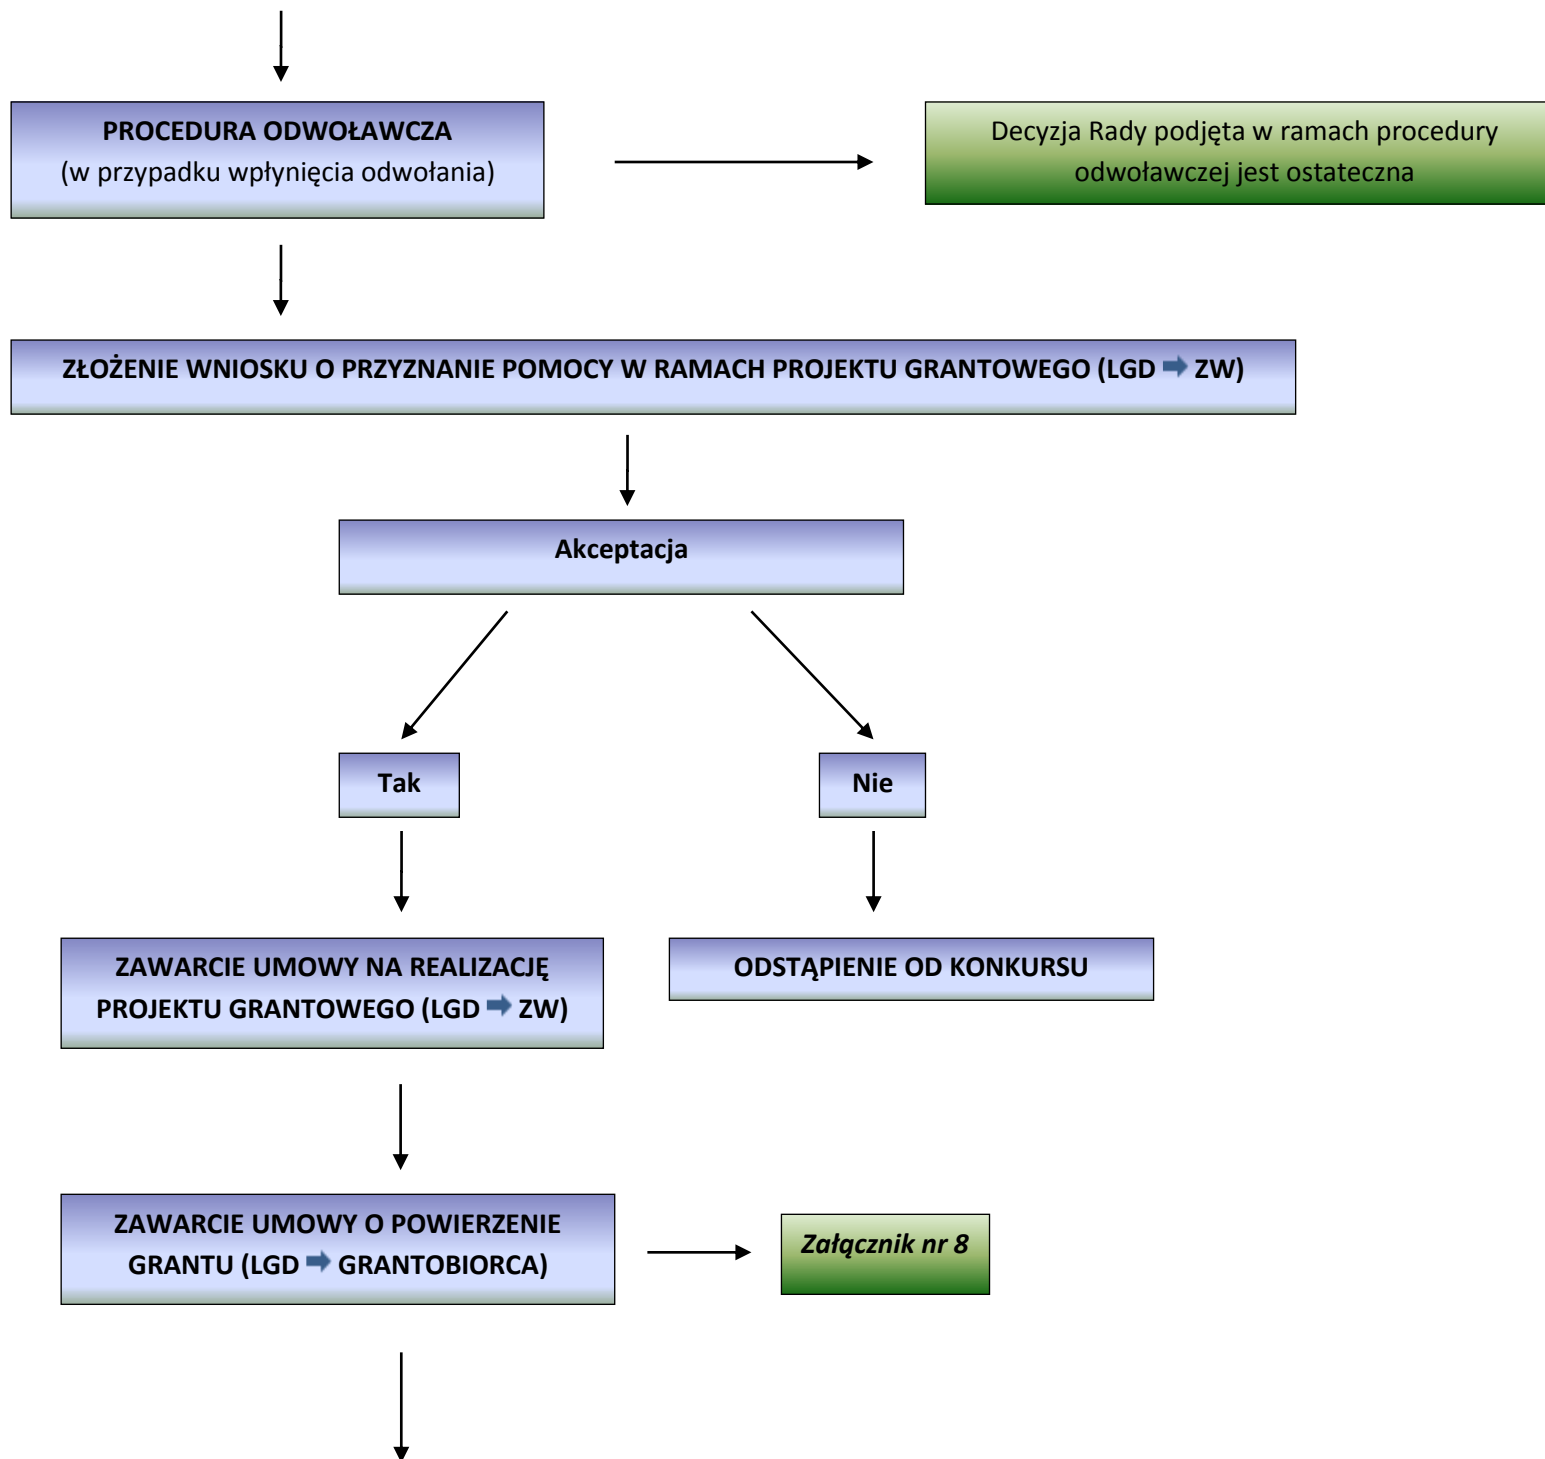 PROCEDURA ODWOŁAWCZA
(w przypadku wpłynięcia odwołania)
Decyzja Rady podjęta w ramach procedury
odwoławczej jest ostateczna
ZŁOŻENIE WNIOSKU O PRZYZNANIE POMOCY W RAMACH PROJEKTU GRANTOWEGO (LGD ➡ ZW)
Akceptacja
Tak
Nie
ZAWARCIE UMOWY NA REALIZACJĘ
PROJEKTU GRANTOWEGO (LGD ➡ ZW)
ODSTĄPIENIE OD KONKURSU
ZAWARCIE UMOWY O POWIERZENIE
GRANTU (LGD ➡ GRANTOBIORCA)
Załącznik nr 8